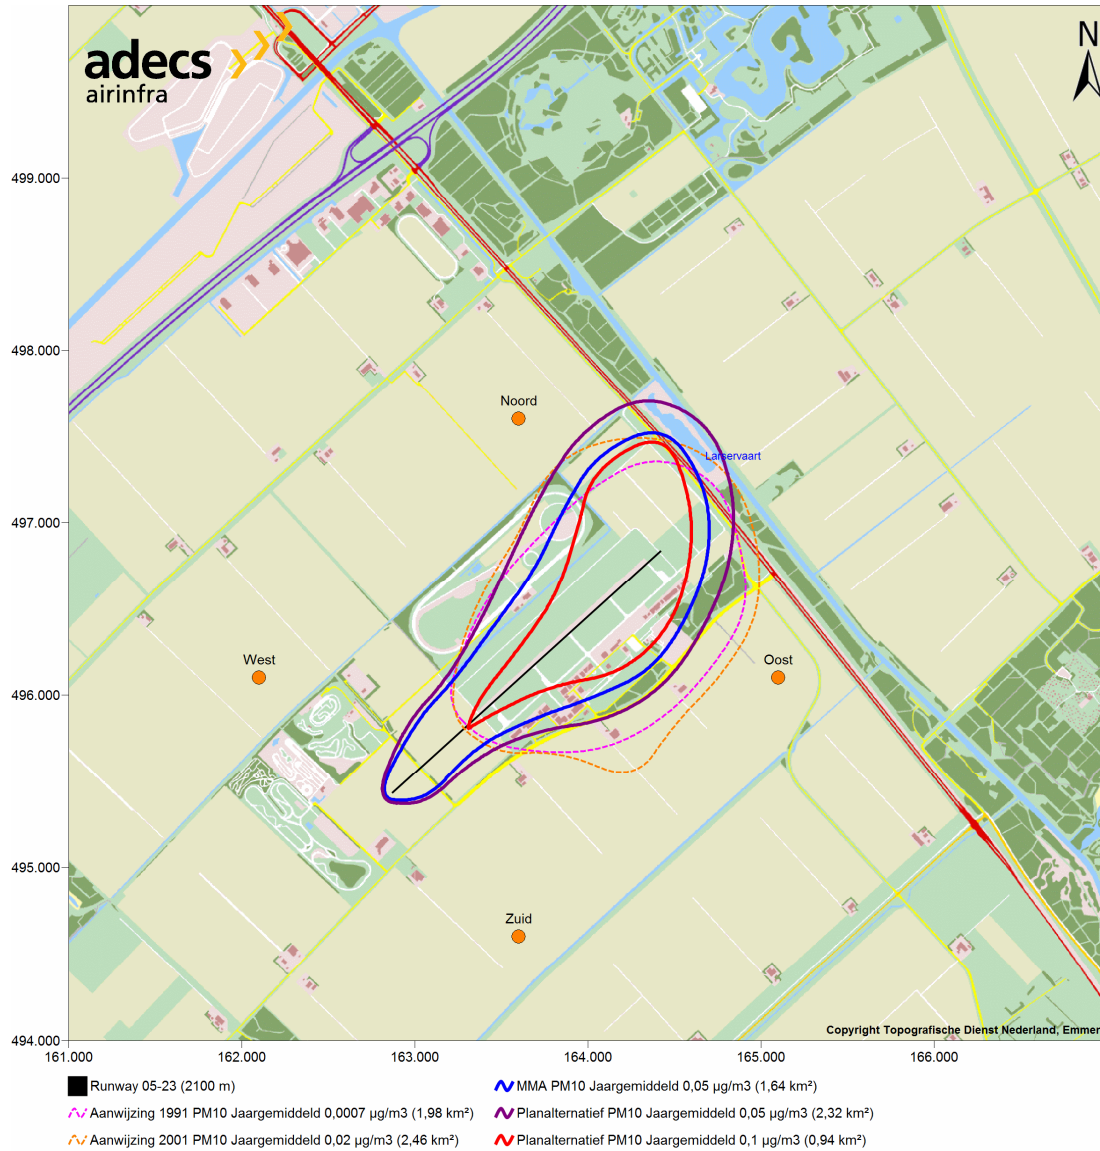 adecs
airinfra
N
499.000
498.000
Noord
Larservaart
497.000
West
Oost
496.000
495.000
Zuid
Copyright Topografische Dienst Nederland, Emmen
494.000
161.000 162.000 163.000 164.000 165.000 166.000
Runway 05-23 (2100 m)
MMA PM10 Jaargemiddeld 0,05 µg/m3 (1,64 km²)
Aanwijzing 1991 PM10 Jaargemiddeld 0,0007 µg/m3 (1,98 km²)
Planalternatief PM10 Jaargemiddeld 0,05 µg/m3 (2,32 km²)
Aanwijzing 2001 PM10 Jaargemiddeld 0,02 µg/m3 (2,46 km²)
Planalternatief PM10 Jaargemiddeld 0,1 µg/m3 (0,94 km²)